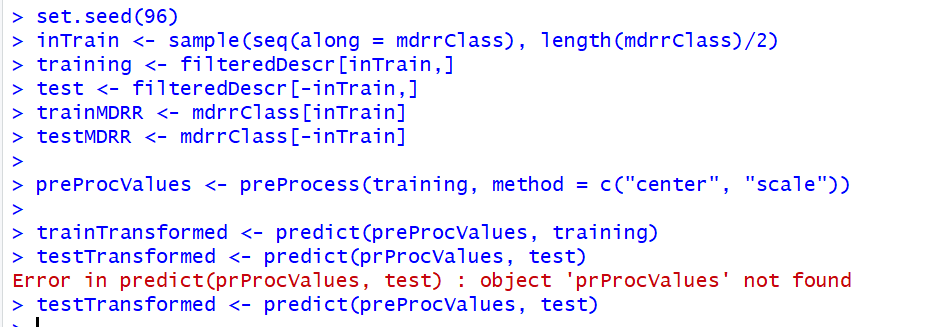 > set.seed(96)
> inTrain <- sample(seq(along = mdrrClass), length(mdrrClass)/2)
> training <- filteredDescr[inTrain,]
> test <- filteredDescr[-inTrain,]
> trainMDRR <- mdrrClass[inTrain]
> testMDRR <- mdrrClass[-inTrain]
>
> preProcValues <- preProcess(training, method = c("center", "scale"))
>
> trainTransformed <- predict(preProcValues, training)
> testTransformed <- predict(prProcValues, test)
Error in predict(prProcValues, test) : object 'prProcValues' not found
> testTransformed <- predict(preProcValues, test)
>